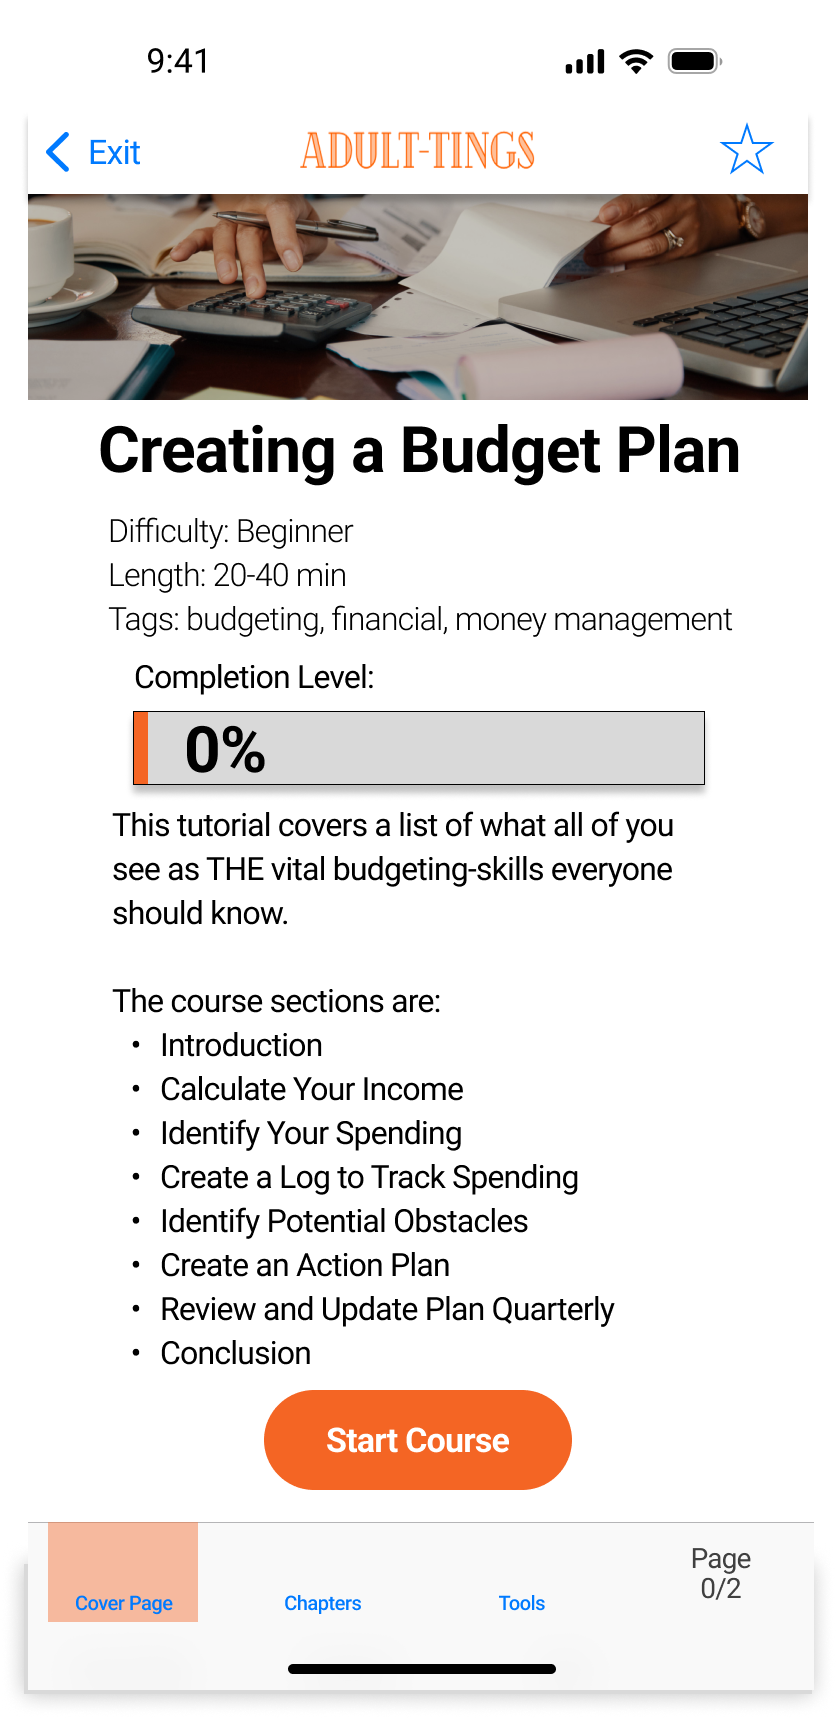 9:41
Exit
ADULT-TINGS
Creating a Budget Plan
Difficulty: Beginner
Length: 20-40 min
Tags: budgeting, financial, money management
Completion Level:
0%
This tutorial covers a list of what all of you
see as THE vital budgeting-skills everyone
should know.
The course sections are:
• Introduction
• Calculate Your Income
• Identify Your Spending
• Create a Log to Track Spending
• Identify Potential Obstacles
• Create an Action Plan
• Review and Update Plan Quarterly
• Conclusion
Start Course
Cover Page
Chapters
Tools
Page
0/2